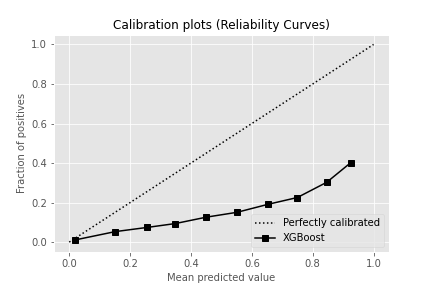 Calibration plots (Reliability Curves)
1.0
0.8
0.6
0.4
0.2
0.0
Fraction of positives
Perfectly calibrated
XGBoost
0.0 0.2 0.4 0.6 0.8 1.0
Mean predicted value